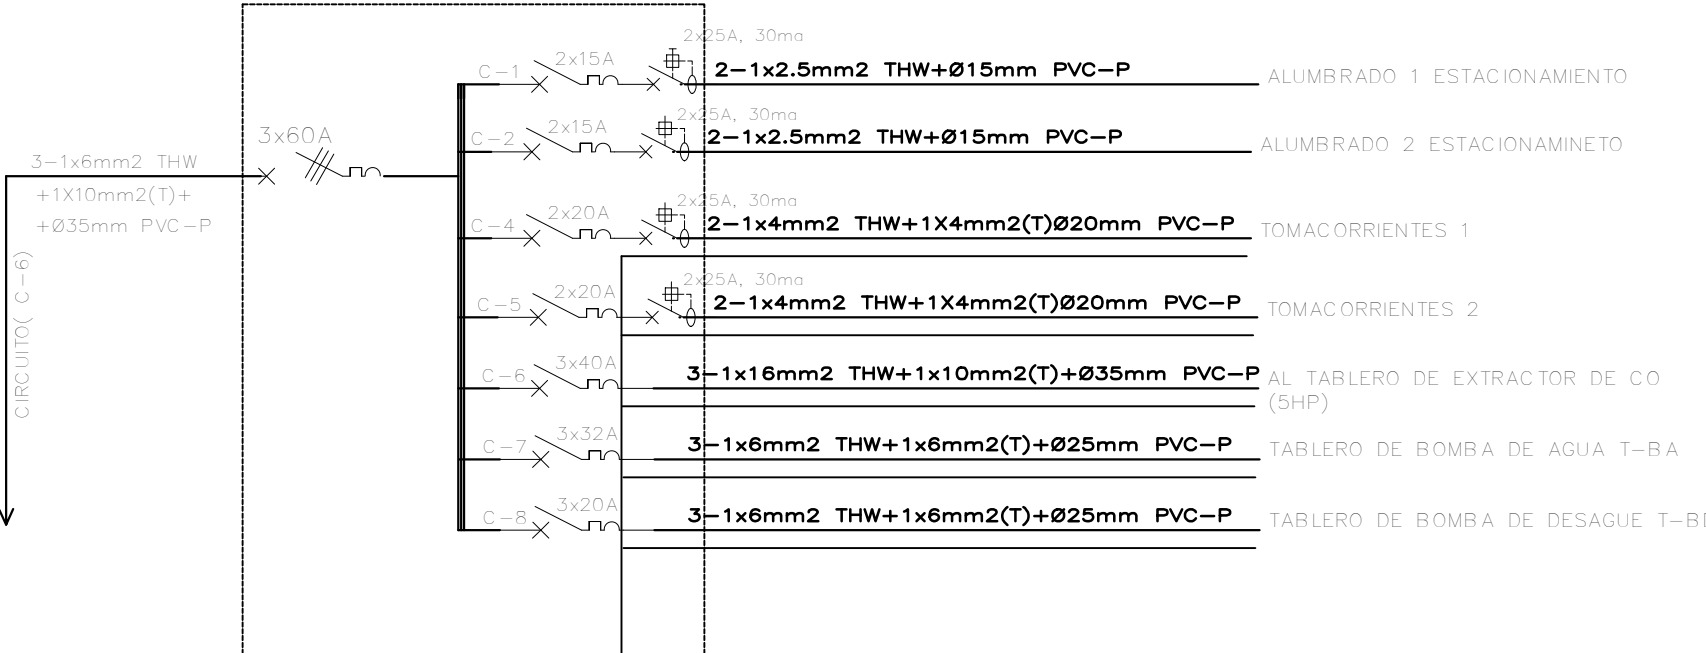 2x25A, 30ma
C-1
2x15A
2-1x2.5mm2 THW+Ø15mm PVC-P
ALUMBRADO 1 ESTACIONAMIENTO
3x60A
2x25A, 30ma
C-2
2x15A
2-1x2.5mm2 THW+Ø15mm PVC-P
ALUMBRADO 2 ESTACIONAMINETO
3-1x6mm2 THW
+1X10mm2(T)+
+Ø35mm PVC-P
2x25A, 30ma
C-4
2x20A
2-1x4mm2 THW+1X4mm2(T)Ø20mm PVC-P
TOMACORRIENTES 1
CIRCUITO( C-6)
2x25A, 30ma
C-5
2x20A
2-1x4mm2 THW+1X4mm2(T)Ø20mm PVC-P
TOMACORRIENTES 2
C-6
3x40A
3-1x16mm2 THW+1x10mm2(T)+Ø35mm PVC-P
AL TABLERO DE EXTRACTOR DE CO
(5HP)
C-7
3x32A
3-1x6mm2 THW+1x6mm2(T)+Ø25mm PVC-P
TABLERO DE BOMBA DE AGUA T-BA
C-8
3x20A
3-1x6mm2 THW+1x6mm2(T)+Ø25mm PVC-P
TABLERO DE BOMBA DE DESAGUE